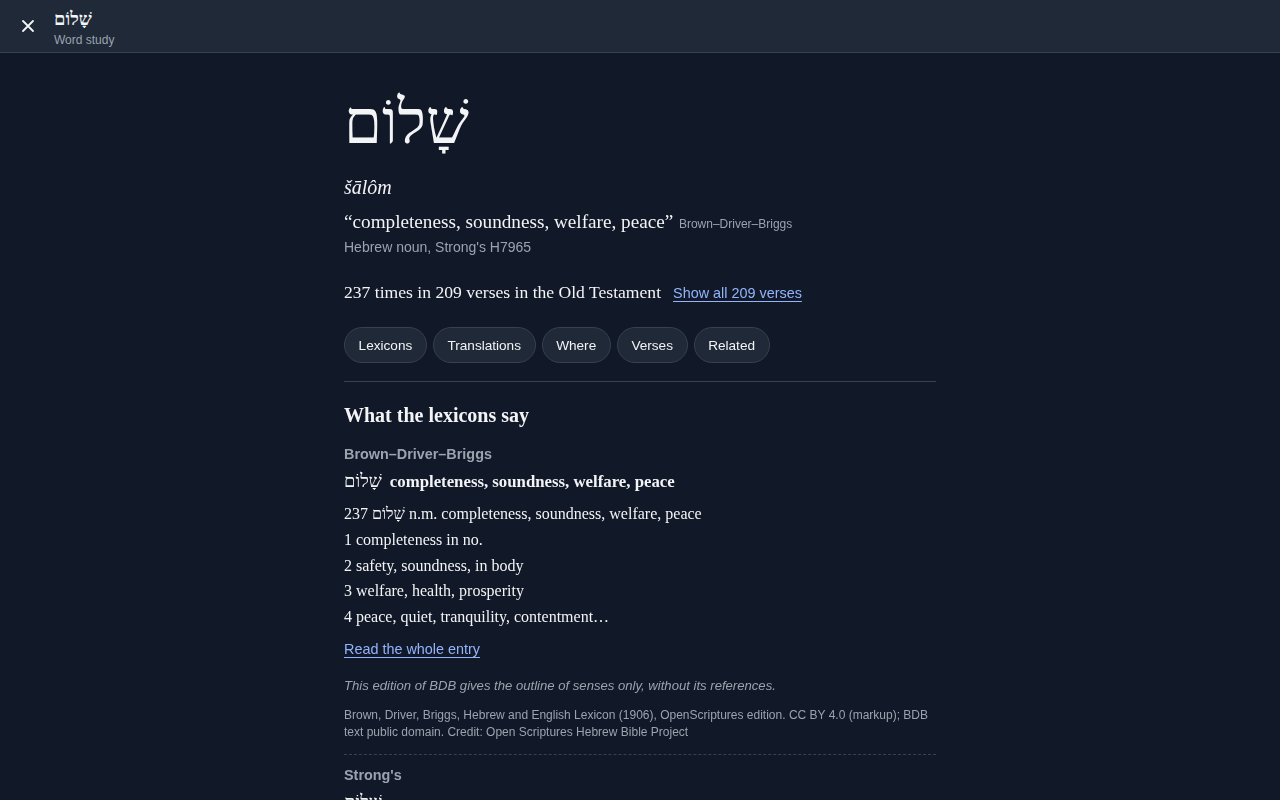 שָׁלוֹם
Word study
שָׁלוֹם
šālôm
“completeness, soundness, welfare, peace” Brown–Driver–Briggs
Hebrew noun, Strong's H7965
237 times in 209 verses in the Old Testament Show all 209 verses
Lexicons Translations Where Verses Related
What the lexicons say
Brown–Driver–Briggs
שָׁלוֹם completeness, soundness, welfare, peace
237 שָׁלוֹם n.m. completeness, soundness, welfare, peace
1 completeness in no.
2 safety, soundness, in body
3 welfare, health, prosperity
4 peace, quiet, tranquility, contentment…
Read the whole entry
This edition of BDB gives the outline of senses only, without its references.
Brown, Driver, Briggs, Hebrew and English Lexicon (1906), OpenScriptures edition. CC BY 4.0 (markup); BDB
text public domain. Credit: Open Scriptures Hebrew Bible Project
Strong's